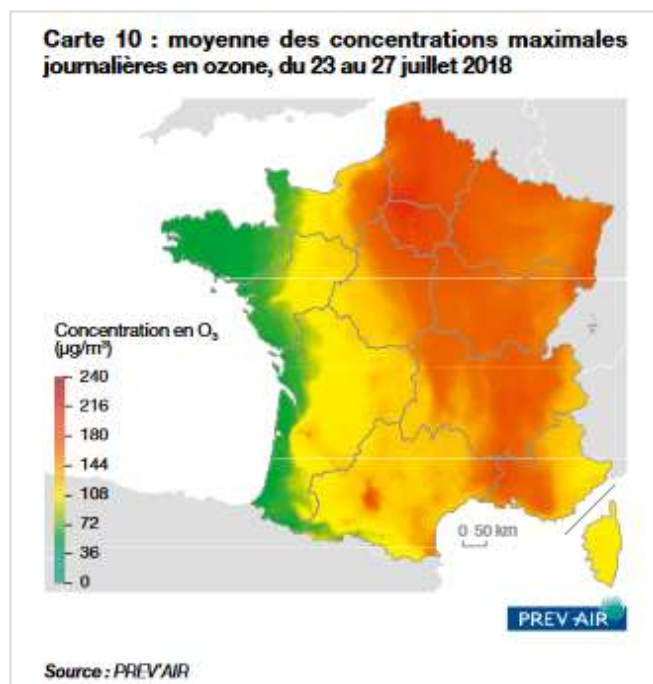 Carte 10 : moyenne des concentrations maximales
journalières en ozone, du 23 au 27 juillet 2018
Concentration en O₃
(µg/m³)
240
216
180
144
108
72
36
0
0 50 km
PREV AIR
Source : PREV'AIR